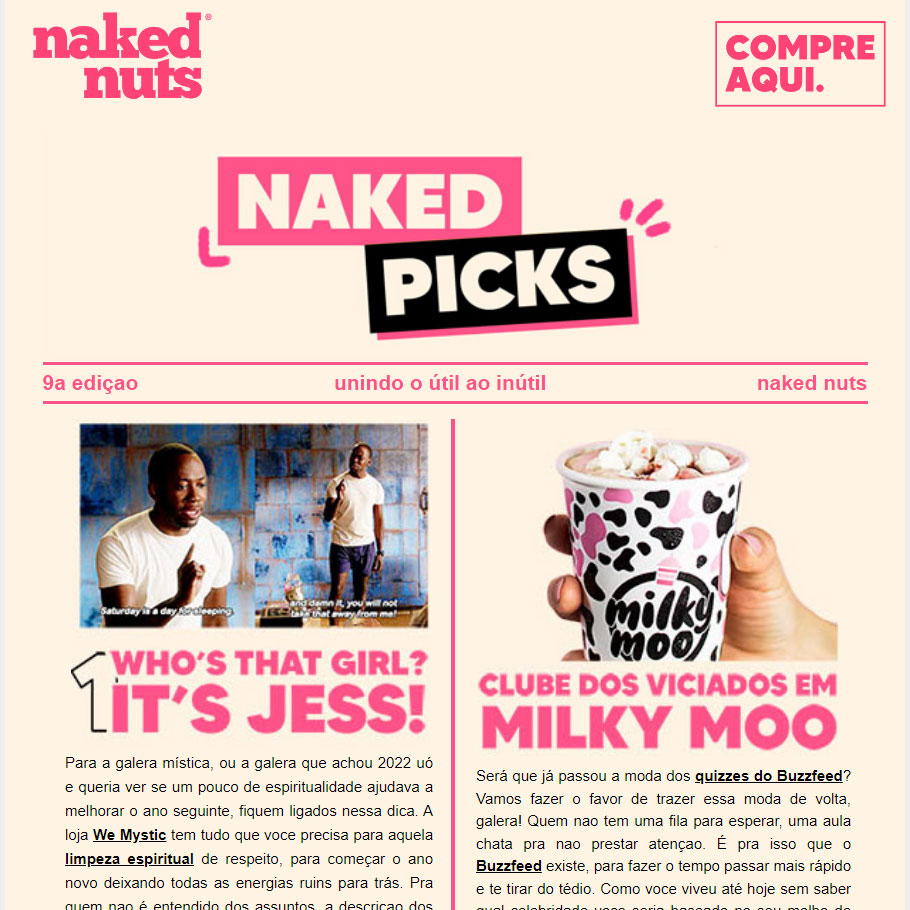 naked
nuts®
COMPRE
AQUI.
NAKED
PICKS
9a ediçao
unindo o útil ao inútil
naked nuts
Saturday is a day for sleeping,
and damn it, you will not
take that away from me!
1 WHO'S THAT GIRL?
IT'S JESS!
Para a galera mística, ou a galera que achou 2022 uó
e queria ver se um pouco de espiritualidade ajudava a
melhorar o ano seguinte, fiquem ligados nessa dica. A
loja We Mystic tem tudo que voce precisa para aquela
limpeza espiritual de respeito, para começar o ano
novo deixando todas as energias ruins para trás. Pra
quem nao é entendido dos assuntos, a descriçao dos
milky
moo
CLUBE DOS VICIADOS EM
MILKY MOO
Será que já passou a moda dos quizzes do Buzzfeed?
Vamos fazer o favor de trazer essa moda de volta,
galera! Quem nao tem uma fila para esperar, uma aula
chata pra nao prestar atençao. É pra isso que o
Buzzfeed existe, para fazer o tempo passar mais rápido
e te tirar do tédio. Como voce viveu até hoje sem saber
qual celebridade voce seria baseado no seu molho de